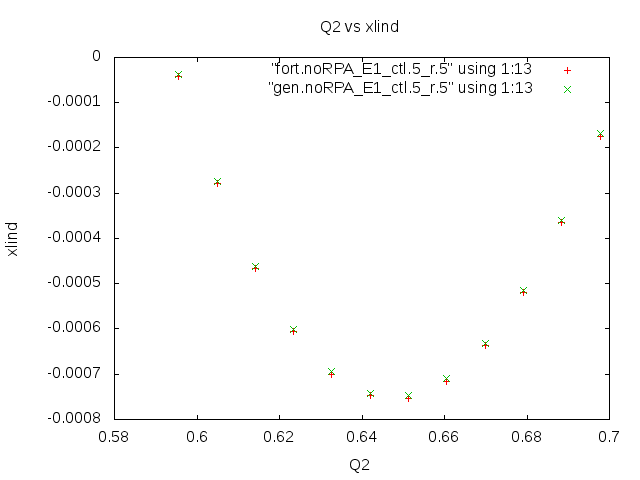 Q2 vs xlind
"fort.noRPA_E1_ctl.5_r.5" using 1:13
"gen.noRPA_E1_ctl.5_r.5" using 1:13
0
-0.0001
-0.0002
-0.0003
-0.0004
-0.0005
-0.0006
-0.0007
-0.0008
xlind
0.58 0.6 0.62 0.64 0.66 0.68 0.7
Q2